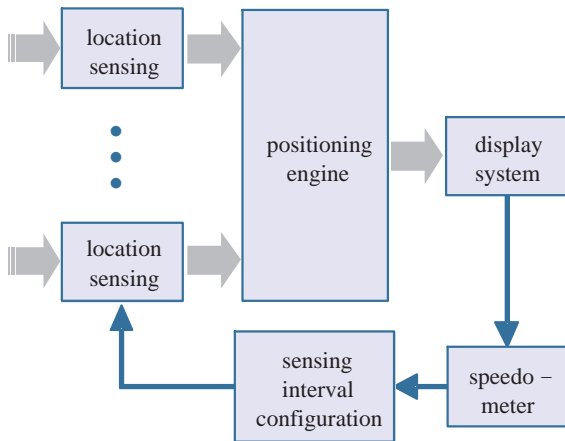 location
sensing
positioning
engine
display
system
location
sensing
sensing
interval
configuration
speedo −
meter